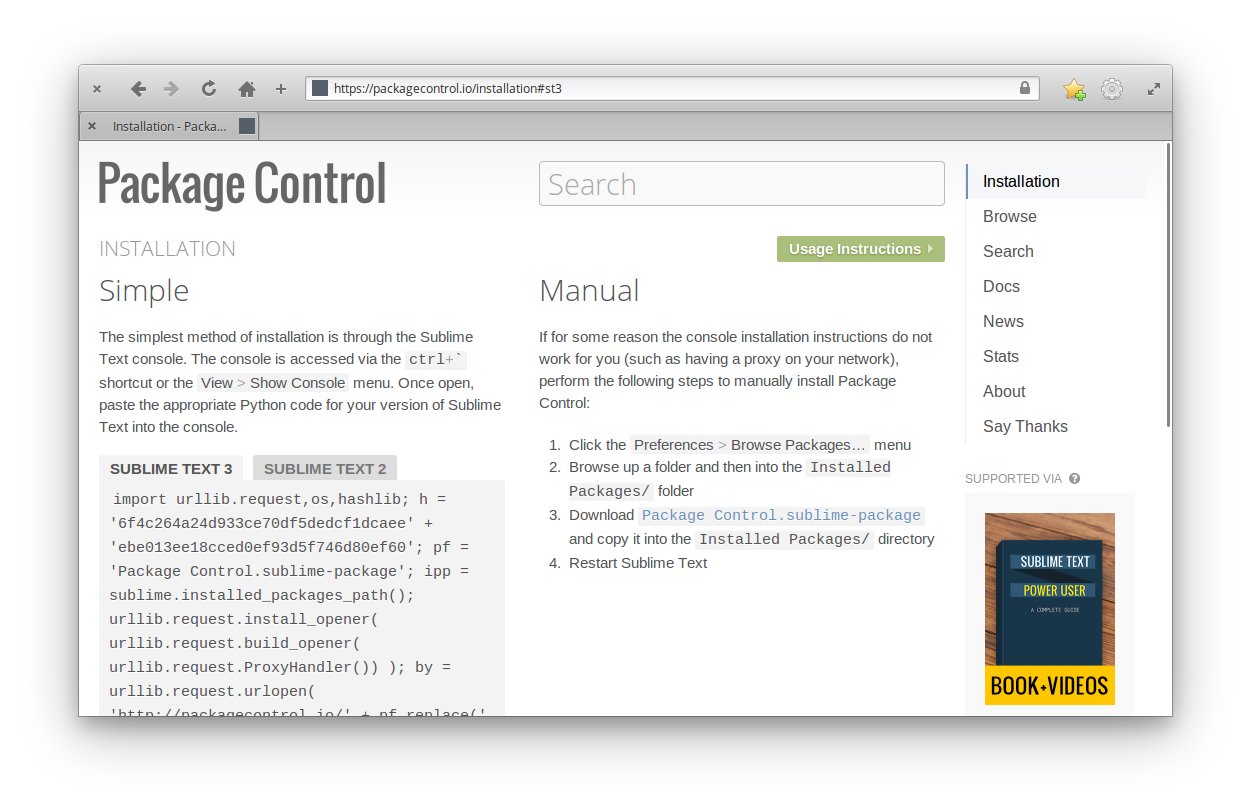 https://packagecontrol.io/installation#st3
Installation - Packa...
Package Control
Search
INSTALLATION
Usage Instructions
Simple
The simplest method of installation is through the Sublime
Text console. The console is accessed via the ctrl+`
shortcut or the View > Show Console menu. Once open,
paste the appropriate Python code for your version of Sublime
Text into the console.
SUBLIME TEXT 3
SUBLIME TEXT 2
import urllib.request,os,hashlib; h =
'6f4c264a24d933ce70df5dedcf1dcaee' +
'ebe013ee18cced0ef93d5f746d80ef60'; pf =
'Package Control.sublime-package'; ipp =
sublime.installed_packages_path();
urllib.request.install_opener(
urllib.request.build_opener(
urllib.request.ProxyHandler()) ); by =
urllib.request.urlopen(
'http://packagecontrol.io/' + pf.replace('
Manual
If for some reason the console installation instructions do not
work for you (such as having a proxy on your network),
perform the following steps to manually install Package
Control:
1. Click the Preferences > Browse Packages… menu
2. Browse up a folder and then into the Installed
Packages/ folder
3. Download Package Control.sublime-package
and copy it into the Installed Packages/ directory
4. Restart Sublime Text
Installation
Browse
Search
Docs
News
Stats
About
Say Thanks
SUPPORTED VIA ?
SUBLIME TEXT
POWER USER
A COMPLETE GUIDE
BOOK+VIDEOS